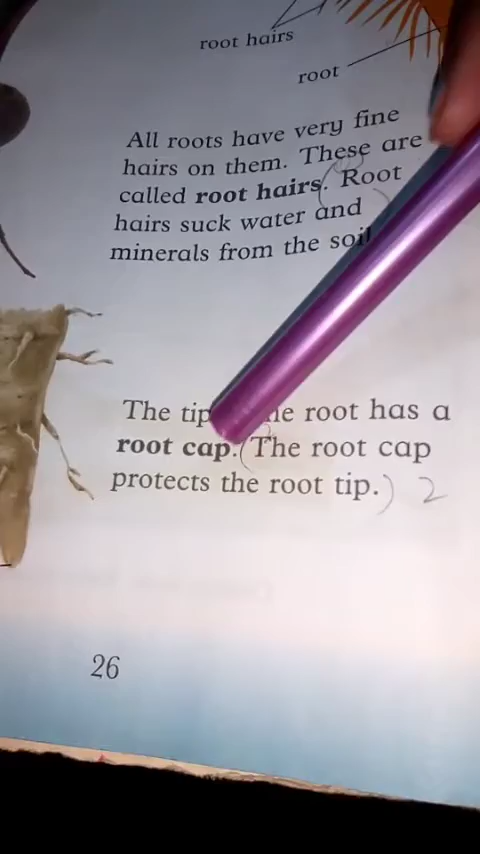 root hairs
root
All roots have very fine
hairs on them. These are
called root hairs. Root
hairs suck water and
minerals from the soil
The tip he root has a
root cap. (The root cap
protects the root tip.) 2
26